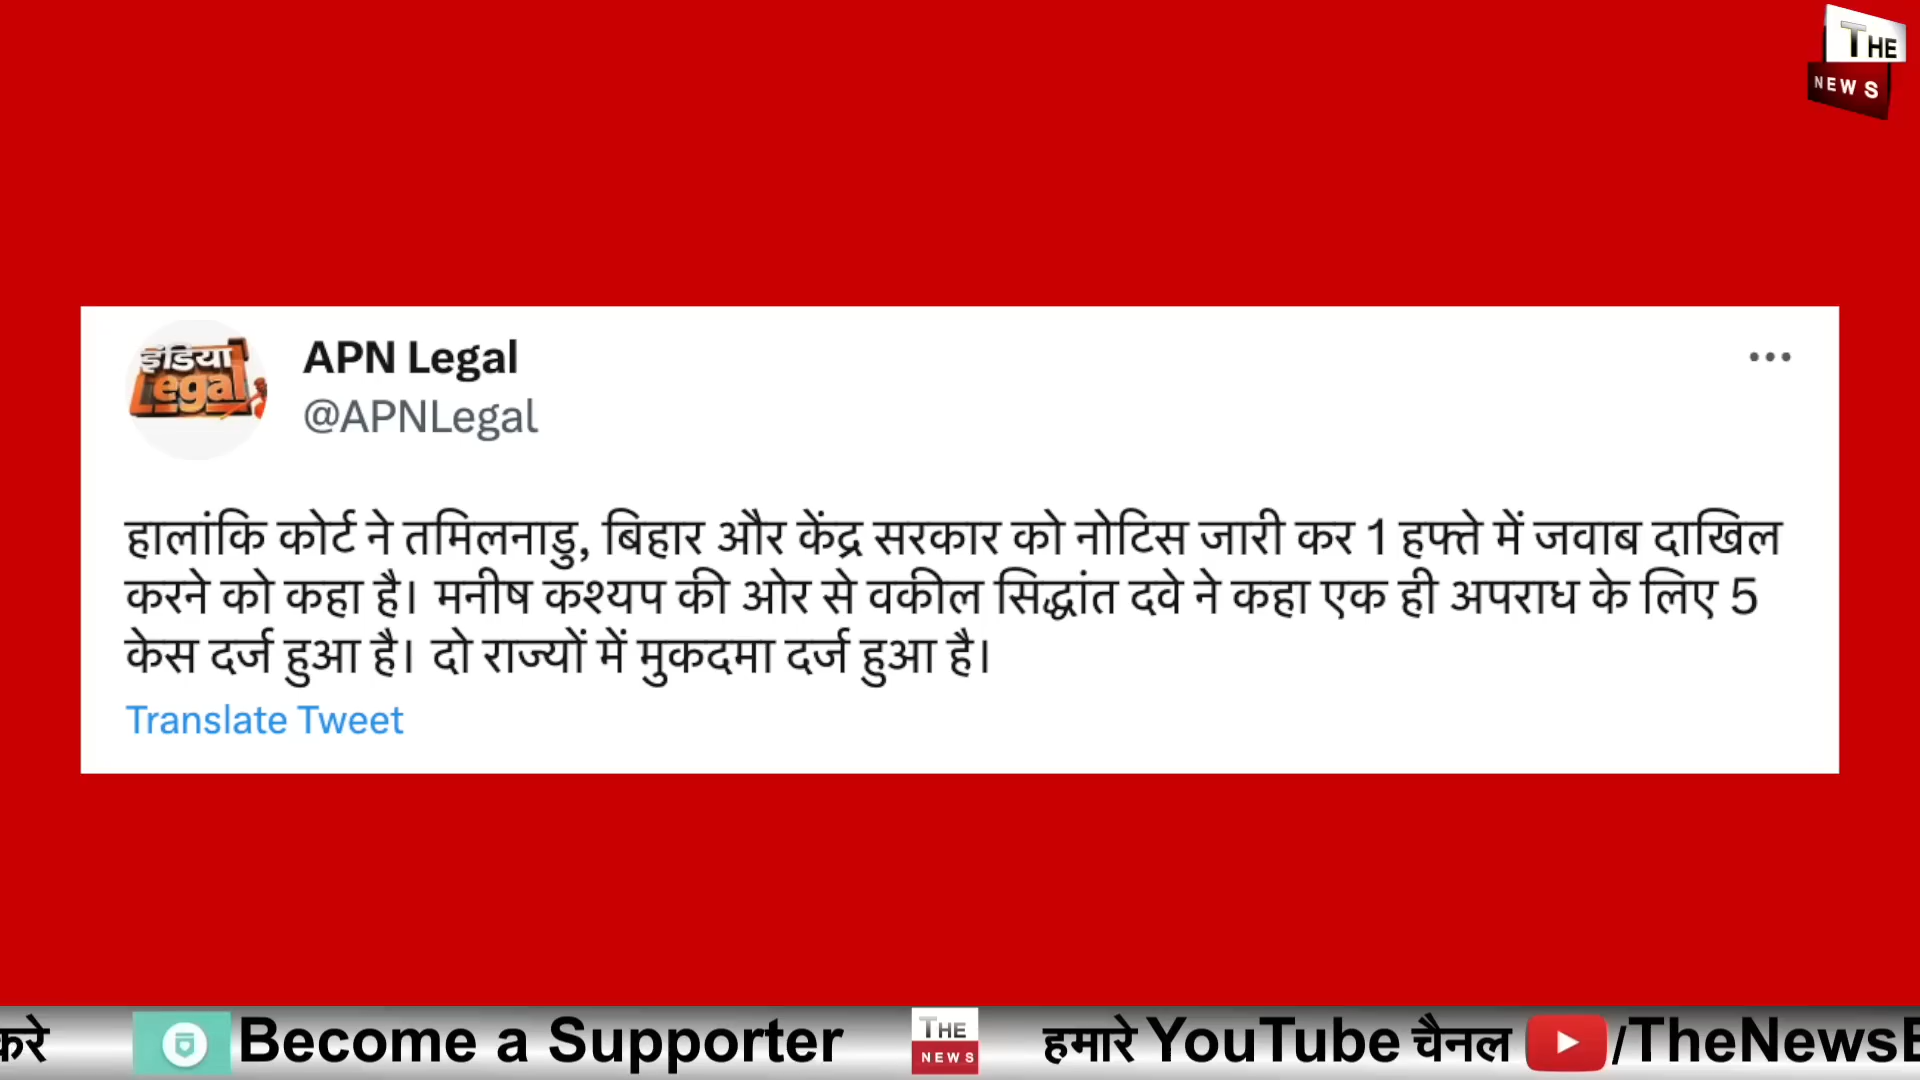 THE
NEWS
इंडिया
Legal
APN Legal
@APNLegal
हालांकि कोर्ट ने तमिलनाडु, बिहार और केंद्र सरकार को नोटिस जारी कर 1 हफ्ते में जवाब दाखिल
करने को कहा है। मनीष कश्यप की ओर से वकील सिद्धांत दवे ने कहा एक ही अपराध के लिए 5
केस दर्ज हुआ है। दो राज्यों में मुकदमा दर्ज हुआ है।
Translate Tweet
करे Become a Supporter THE NEWS हमारे YouTube चैनल /TheNews